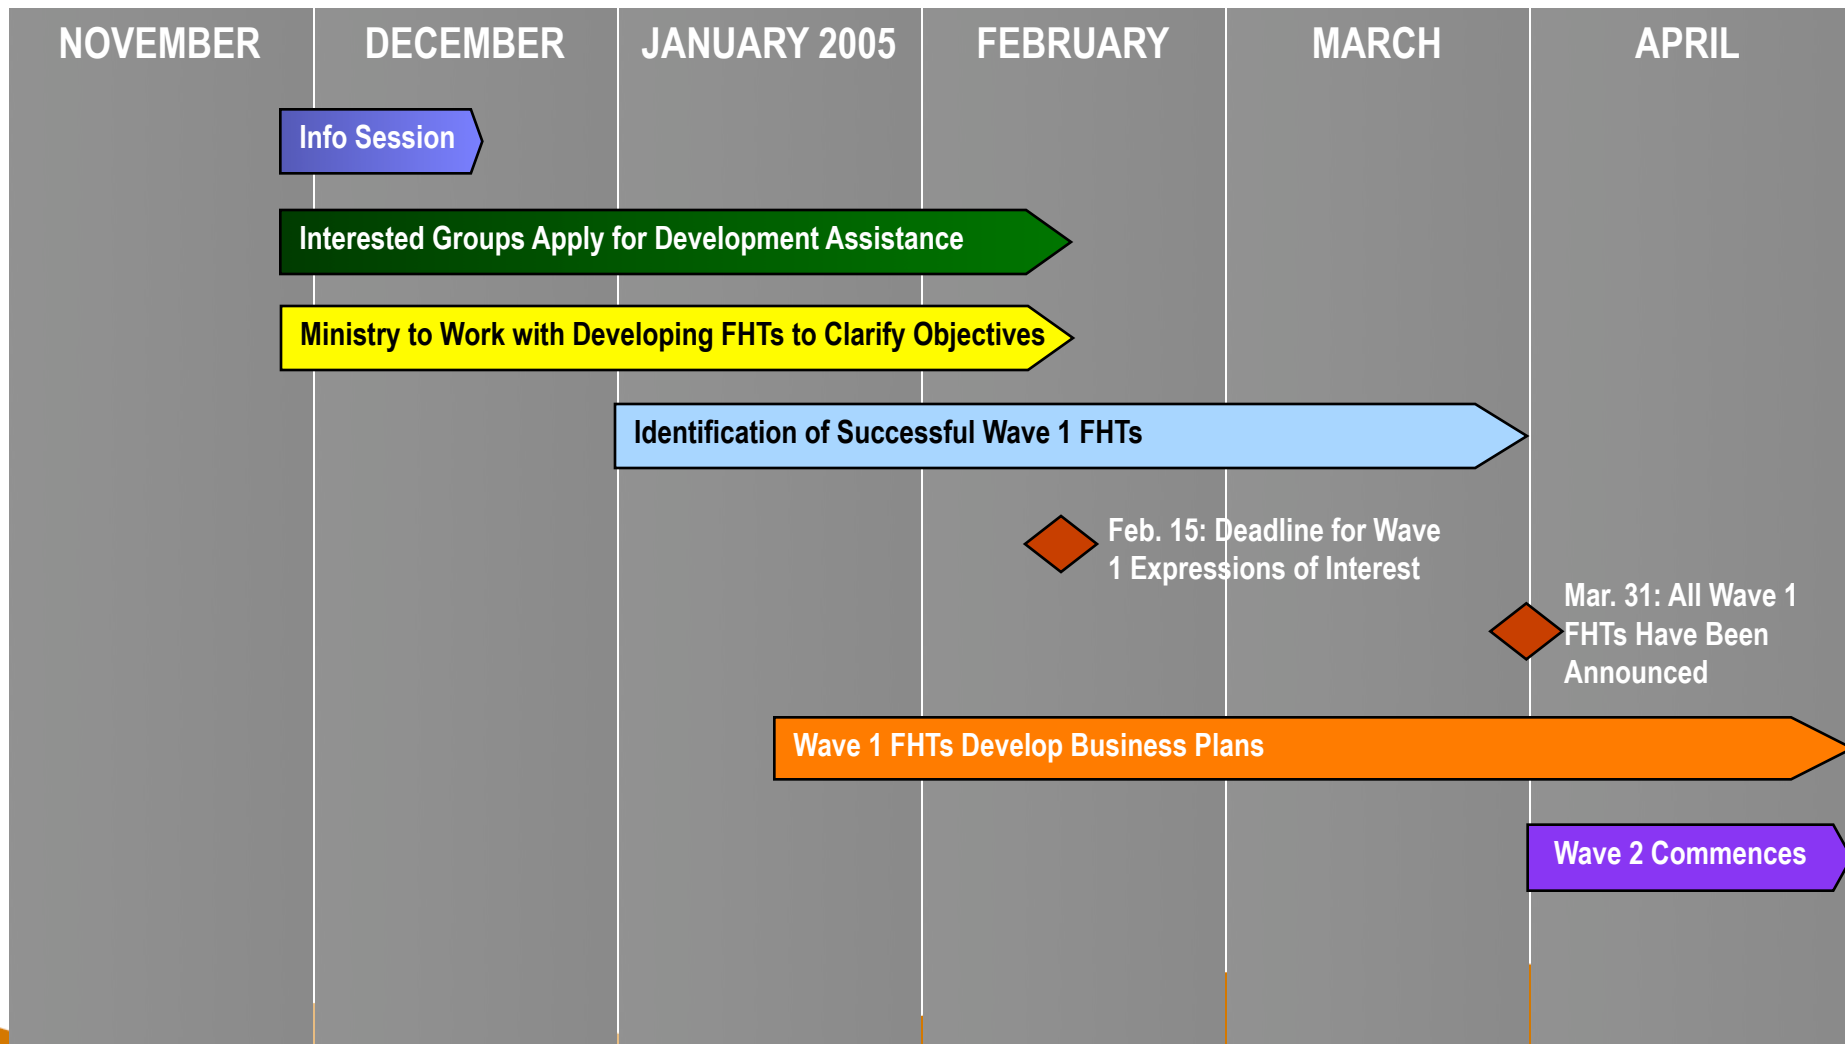 NOVEMBER DECEMBER JANUARY 2005 FEBRUARY MARCH APRIL
Info Session
Interested Groups Apply for Development Assistance
Ministry to Work with Developing FHTs to Clarify Objectives
Identification of Successful Wave 1 FHTs
Feb. 15: Deadline for Wave
1 Expressions of Interest
Mar. 31: All Wave 1
FHTs Have Been
Announced
Wave 1 FHTs Develop Business Plans
Wave 2 Commences